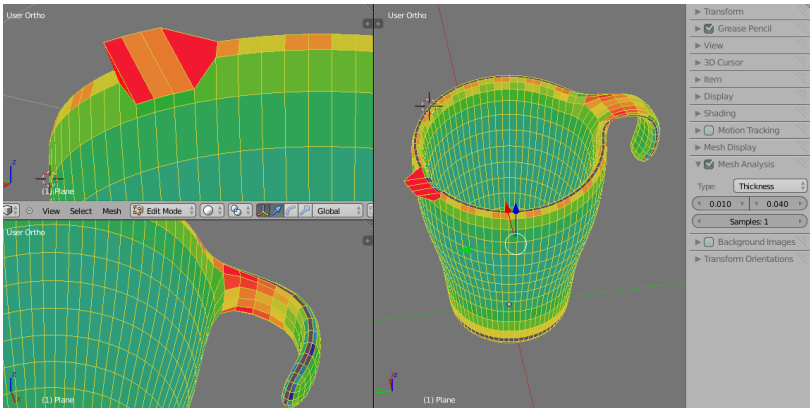 User Ortho
z
(1) Plane
View Select Mesh Edit Mode Global
User Ortho
z
(1) Plane
User Ortho
z
(1) Plane
Transform
Grease Pencil
View
3D Cursor
Item
Display
Shading
Motion Tracking
Mesh Display
Mesh Analysis
Type: Thickness
0.010 0.040
Samples: 1
Background Images
Transform Orientations